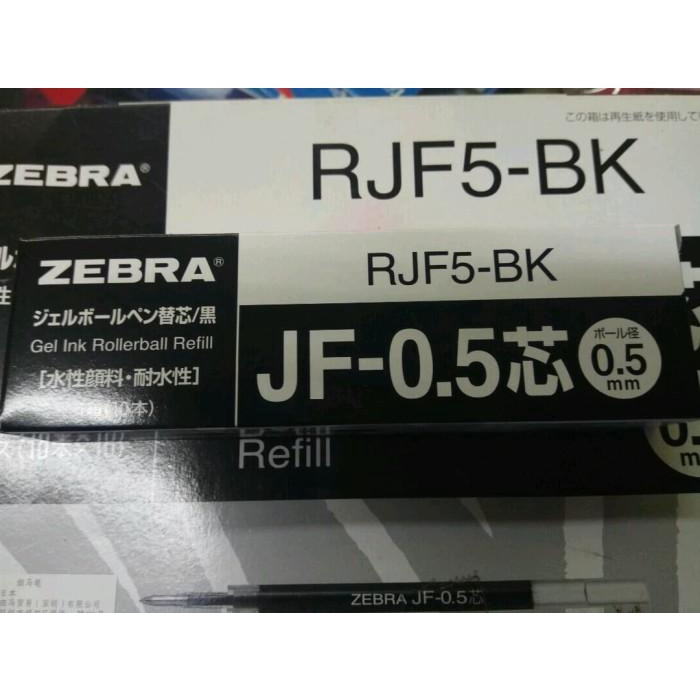 この箱は再生紙を使用して
ZEBRA®
RJF5-BK
ZEBRA®
RJF5-BK
ジェルボールペン替芯/黒
Gel Ink Rollerball Refill
JF-0.5芯
ボール径
0.5
mm
[水性顔料・耐水性]
(10本)
Refill
ZEBRA JF-0.5芯